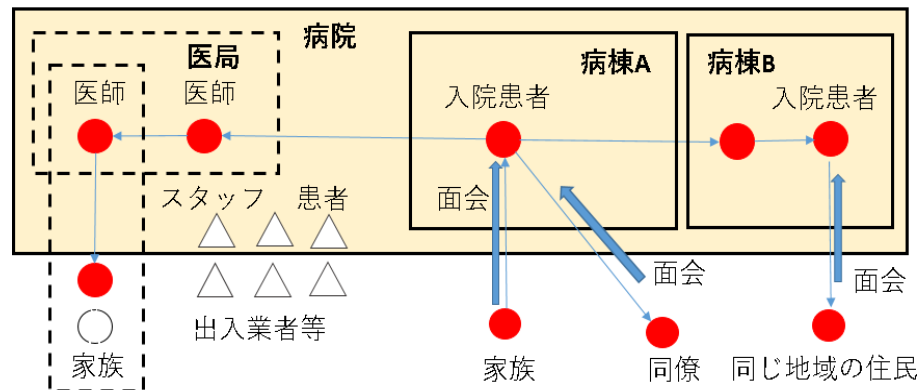 病院
医局
病棟A
病棟B
医師
医師
入院患者
入院患者
スタッフ
患者
面会
面会
面会
出入業者等
家族
家族
同僚
同じ地域の住民